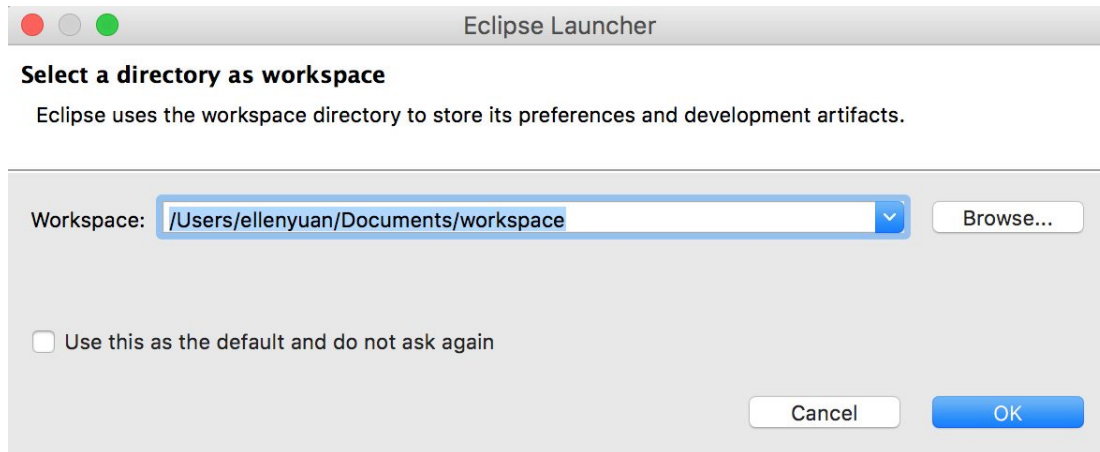 Eclipse Launcher
Select a directory as workspace
Eclipse uses the workspace directory to store its preferences and development artifacts.
Workspace: /Users/ellenyuan/Documents/workspace Browse...
Use this as the default and do not ask again
Cancel OK